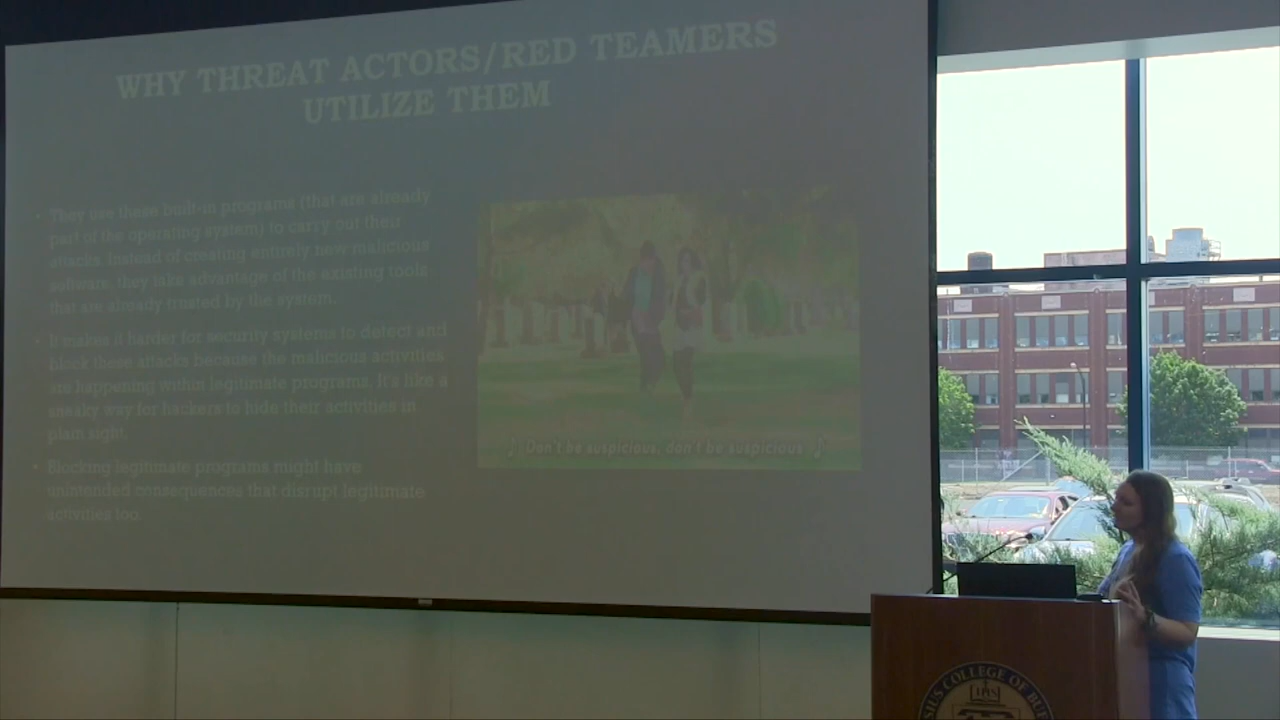 WHY THREAT ACTORS/RED TEAMERS
UTILIZE THEM
• They use these built-in programs (that are already
part of the operating system) to carry out their
attacks. Instead of creating entirely new malicious
software, they take advantage of the existing tools
that are already trusted by the system.
• It makes it harder for security systems to detect and
block these attacks because the malicious activities
are happening within legitimate programs. It's like a
sneaky way for hackers to hide their activities in
plain sight.
• Blocking legitimate programs might have
unintended consequences that disrupt legitimate
activities too.
♪ Don't be suspicious, don't be suspicious ♪
SIUS COLLEGE OF BU
IHS